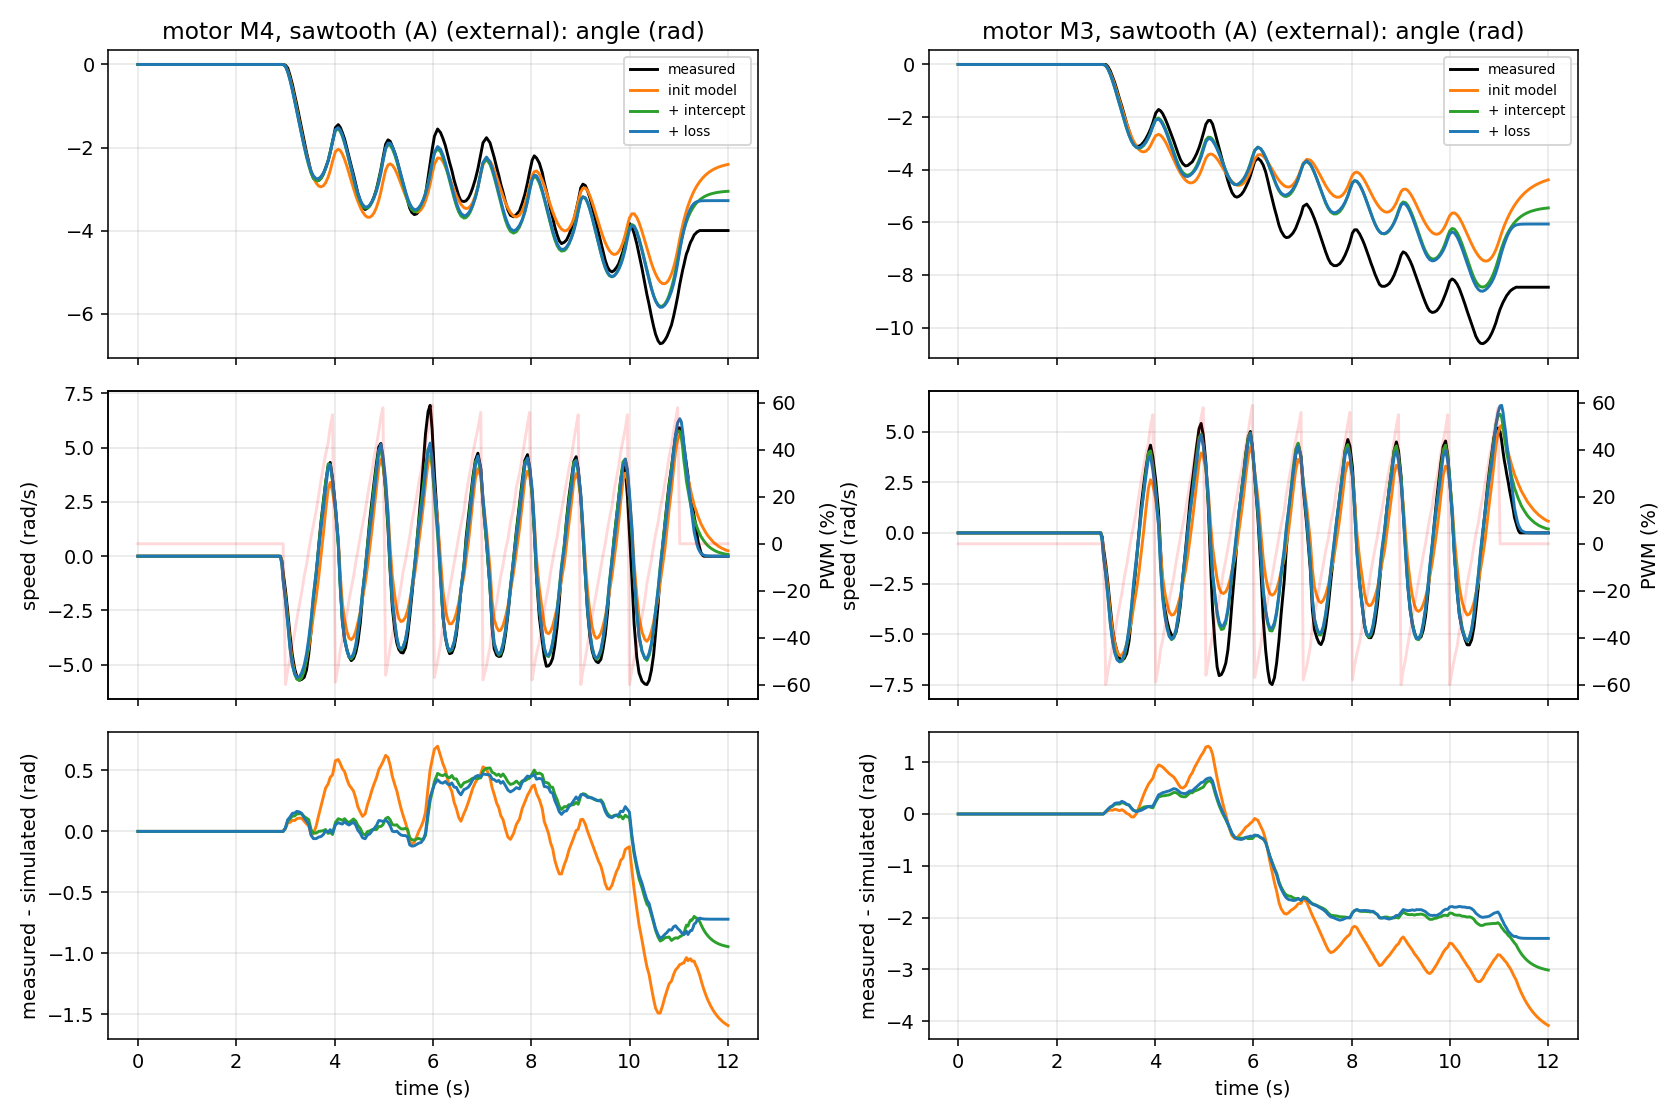 motor M4, sawtooth (A) (external): angle (rad)
0
−2
−4
−6
measured
init model
+ intercept
+ loss
motor M3, sawtooth (A) (external): angle (rad)
0
−2
−4
−6
−8
−10
measured
init model
+ intercept
+ loss
speed (rad/s)
7.5
5.0
2.5
0.0
−2.5
−5.0
60
40
20
0
−20
−40
−60
PWM (%)
speed (rad/s)
5.0
2.5
0.0
−2.5
−5.0
−7.5
60
40
20
0
−20
−40
−60
PWM (%)
measured - simulated (rad)
0.5
0.0
−0.5
−1.0
−1.5
0 2 4 6 8 10 12
time (s)
measured - simulated (rad)
1
0
−1
−2
−3
−4
0 2 4 6 8 10 12
time (s)